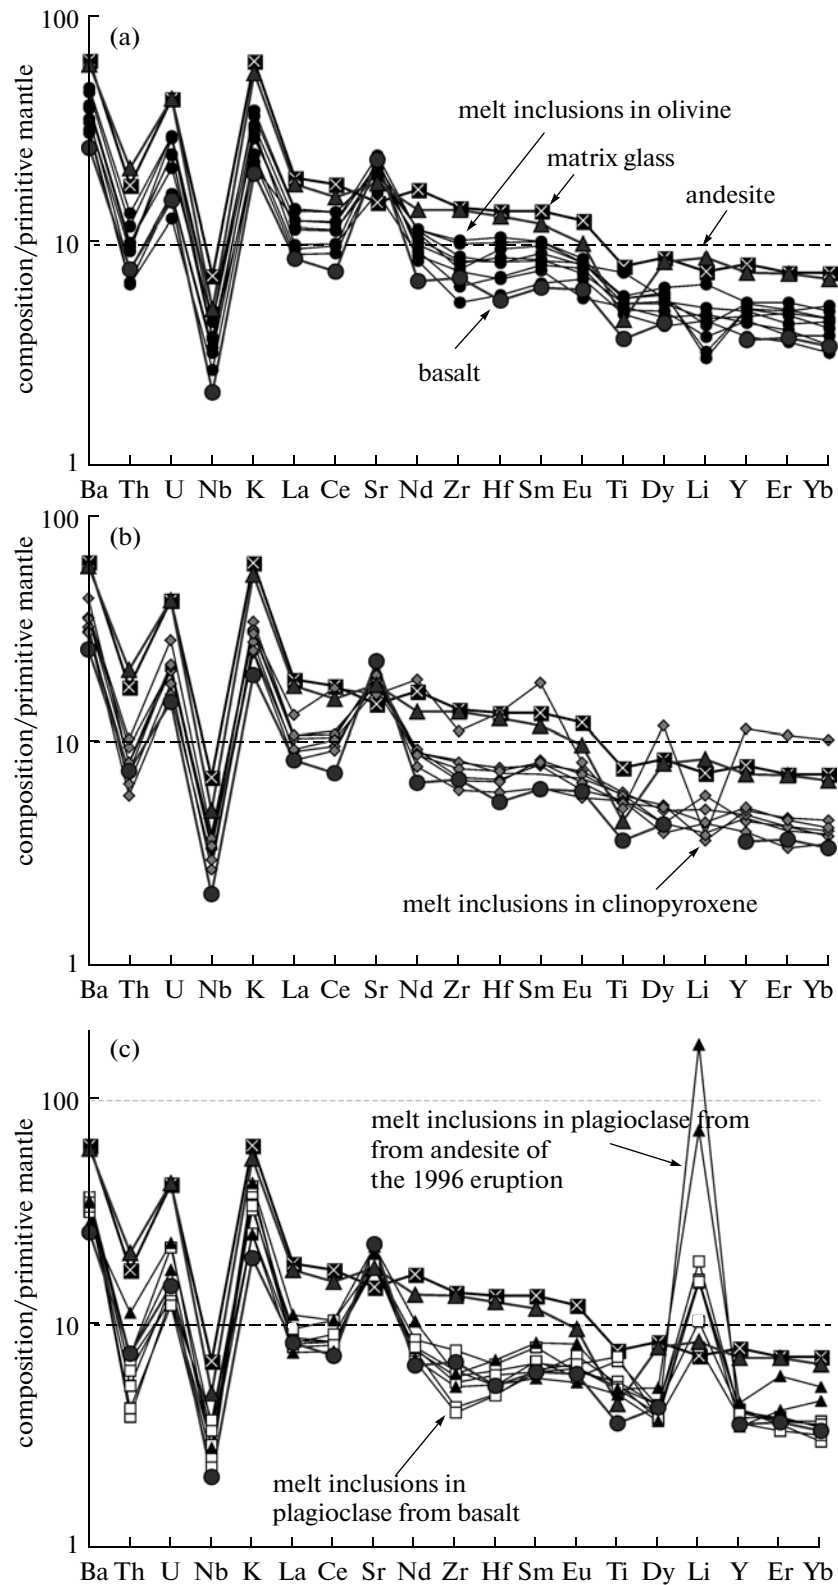 100
(a)
composition/primitive mantle
melt inclusions in olivine
matrix glass
andesite
10
basalt
1
Ba Th U Nb K La Ce Sr Nd Zr Hf Sm Eu Ti Dy Li Y Er Yb
100
(b)
composition/primitive mantle
10
melt inclusions in clinopyroxene
1
Ba Th U Nb K La Ce Sr Nd Zr Hf Sm Eu Ti Dy Li Y Er Yb
(c)
composition/primitive mantle
100
melt inclusions in plagioclase from
from andesite of
the 1996 eruption
10
melt inclusions in
plagioclase from basalt
1
Ba Th U Nb K La Ce Sr Nd Zr Hf Sm Eu Ti Dy Li Y Er Yb